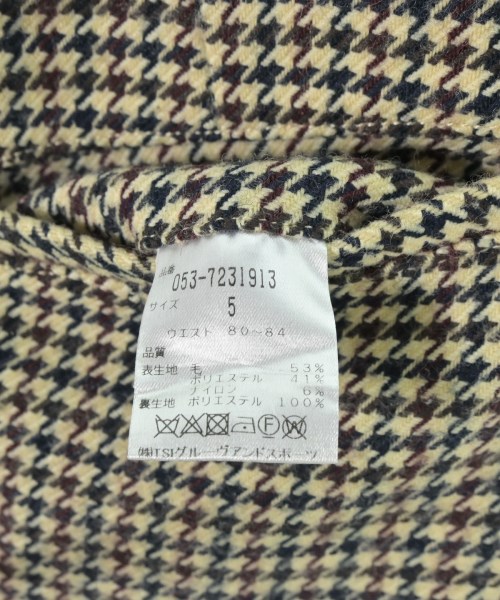 品番
053-7231913
サイズ
5
ウエスト 80~84
品質
表生地 毛 53%
ポリエステル 41%
ナイロン 6%
裏生地 ポリエステル 100%
F W
㈱TSIグルーヴアンドスポーツ